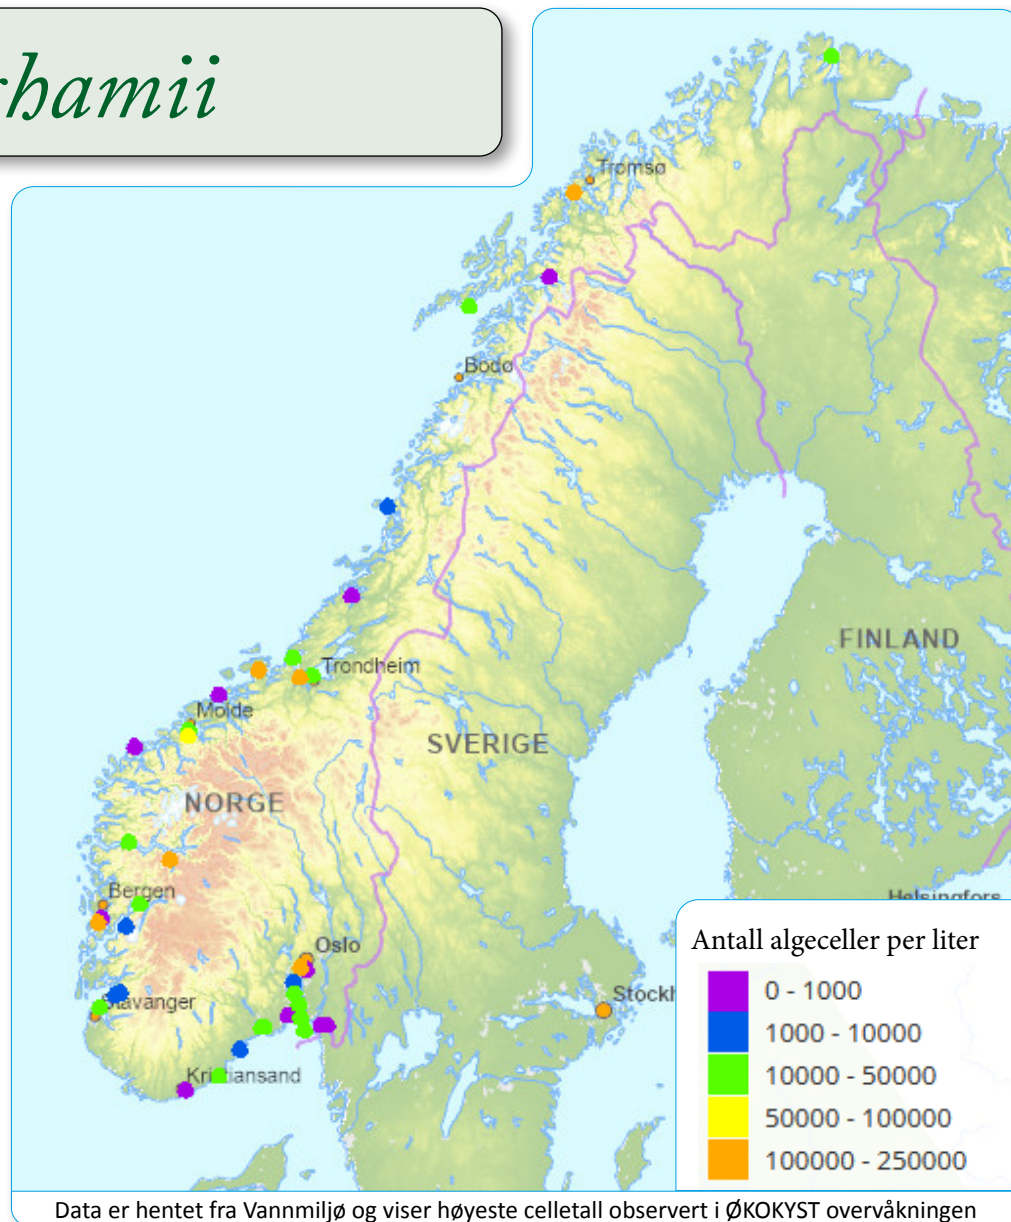 rhamii
Tromsø
Bodø
Trondheim
Molde
FINLAND
SVERIGE
NORGE
Bergen
Helsingfors
Oslo
Stockh
Stavanger
Kristiansand
Antall algeceller per liter
0 - 1000
1000 - 10000
10000 - 50000
50000 - 100000
100000 - 250000
Data er hentet fra Vannmiljø og viser høyeste celletall observert i ØKOKYST overvåkningen